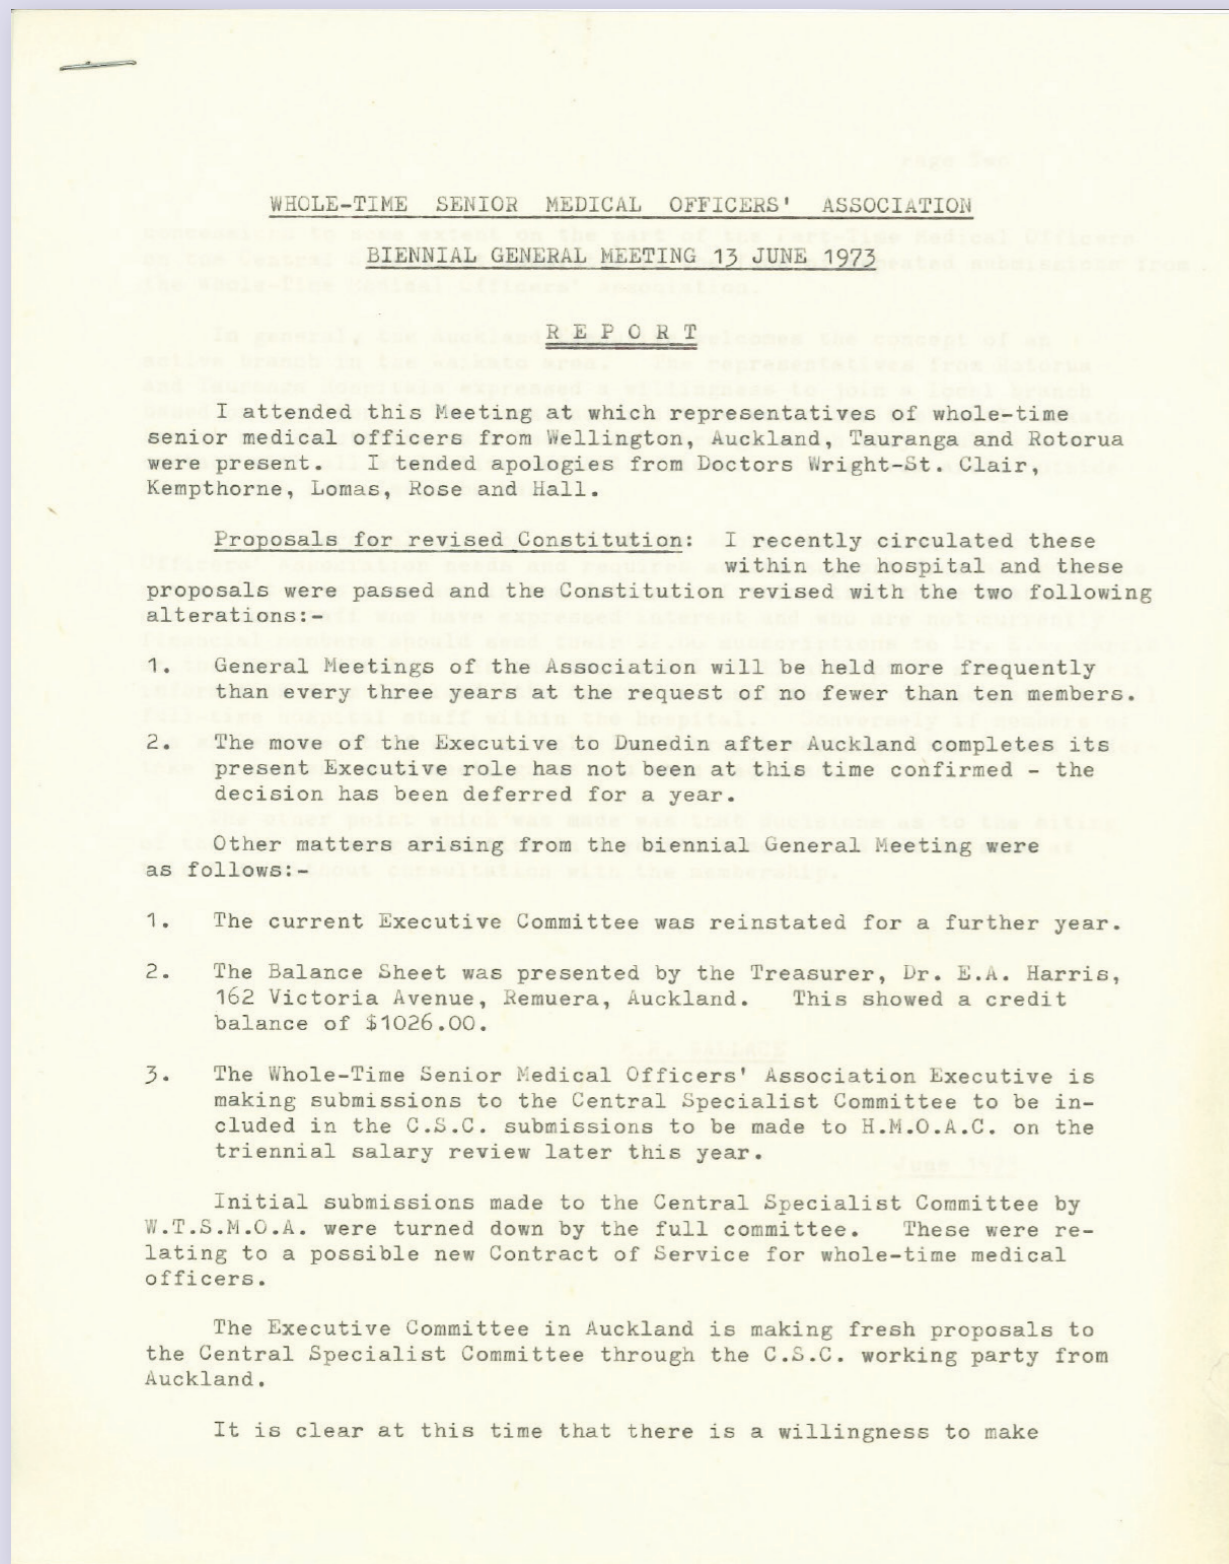 WHOLE-TIME SENIOR MEDICAL OFFICERS' ASSOCIATION
BIENNIAL GENERAL MEETING 13 JUNE 1973
R E P O R T
I attended this Meeting at which representatives of whole-time
senior medical officers from Wellington, Auckland, Tauranga and Rotorua
were present. I tended apologies from Doctors Wright-St. Clair,
Kempthorne, Lomas, Rose and Hall.
Proposals for revised Constitution: I recently circulated these
within the hospital and these
proposals were passed and the Constitution revised with the two following
alterations:-
1. General Meetings of the Association will be held more frequently
than every three years at the request of no fewer than ten members.
2. The move of the Executive to Dunedin after Auckland completes its
present Executive role has not been at this time confirmed - the
decision has been deferred for a year.
Other matters arising from the biennial General Meeting were
as follows:-
1. The current Executive Committee was reinstated for a further year.
2. The Balance Sheet was presented by the Treasurer, Dr. E.A. Harris,
162 Victoria Avenue, Remuera, Auckland. This showed a credit
balance of $1026.00.
3. The Whole-Time Senior Medical Officers' Association Executive is
making submissions to the Central Specialist Committee to be in-
cluded in the C.S.C. submissions to be made to H.M.O.A.C. on the
triennial salary review later this year.
Initial submissions made to the Central Specialist Committee by
W.T.S.M.O.A. were turned down by the full committee. These were re-
lating to a possible new Contract of Service for whole-time medical
officers.
The Executive Committee in Auckland is making fresh proposals to
the Central Specialist Committee through the C.S.C. working party from
Auckland.
It is clear at this time that there is a willingness to make